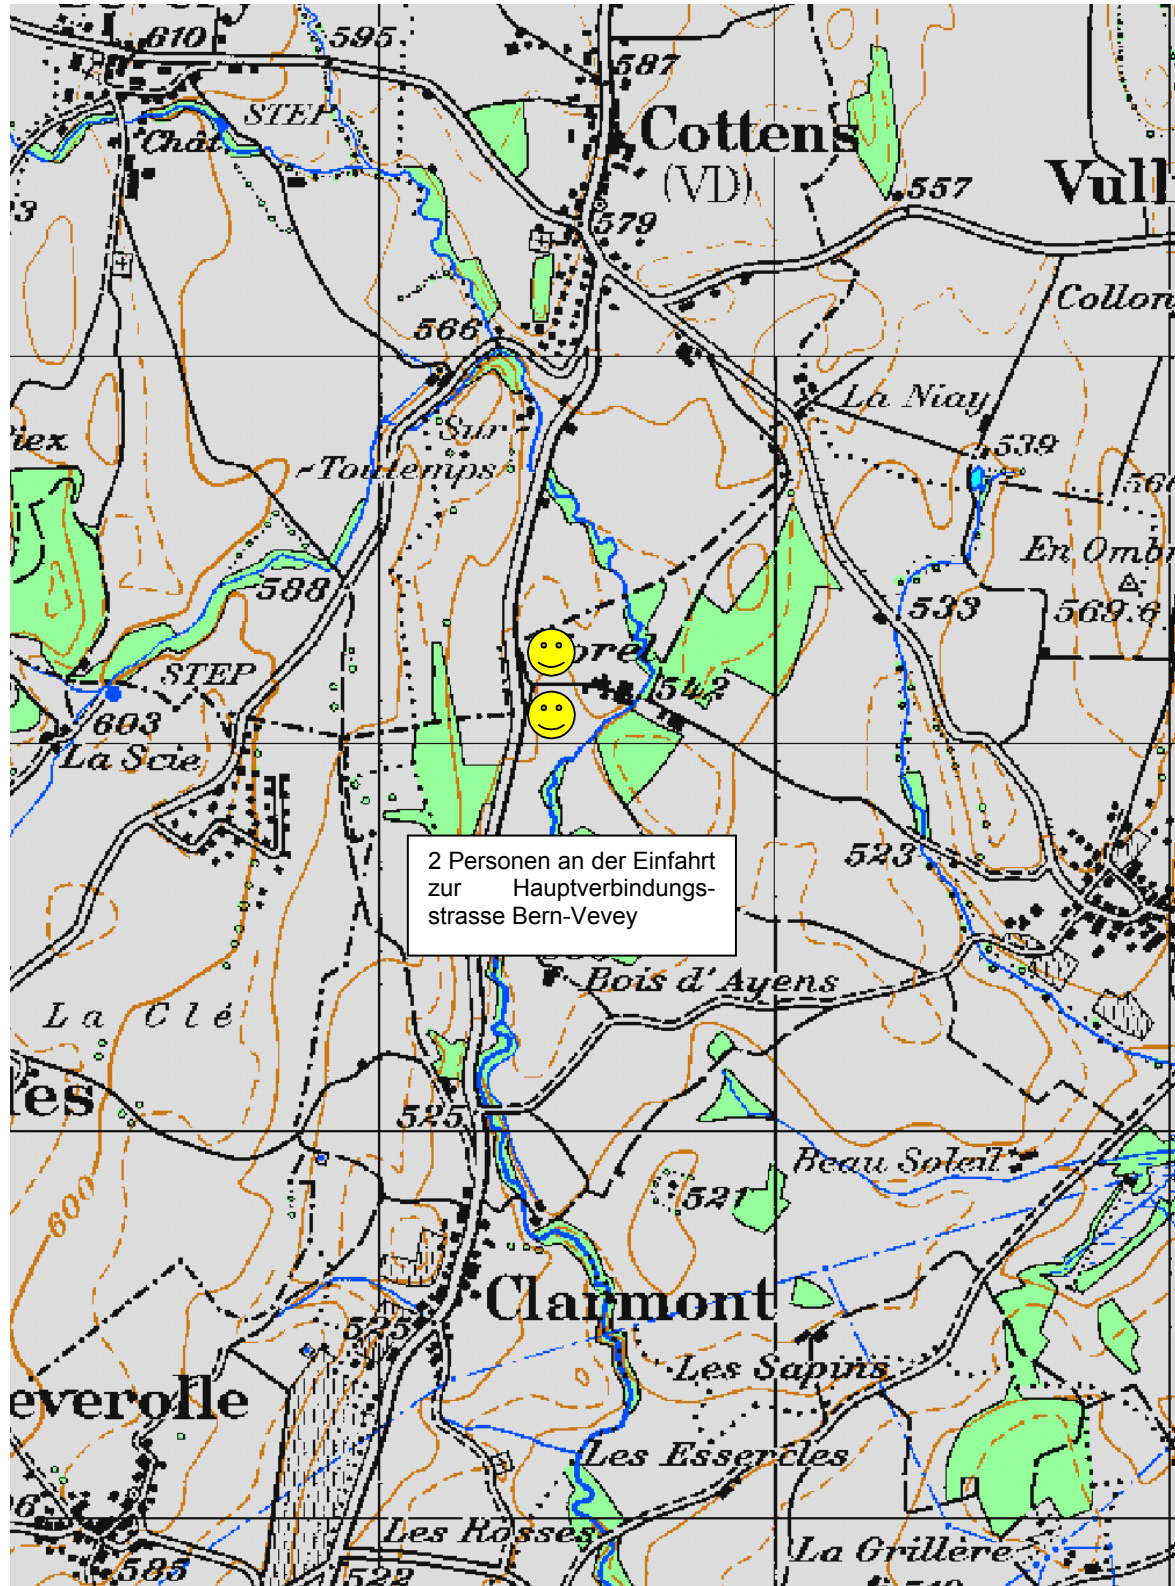 610
595
587
STEP
Chât.
Cottens
(VD)
557
Vull
579
566
Collon
La Niay
Sur
Toutemps
539
En Omb
588
533
569.6
STEP
542
603
La Scie
2 Personen an der Einfahrt
zur Hauptverbindungs-
strasse Bern-Vevey
523
Bois d'Ayens
La Clé
es
525
Beau Soleil
600
521
Clarmont
525
Les Sapins
everolle
Les Essercles
Les Rosses
La Grillère
585
522